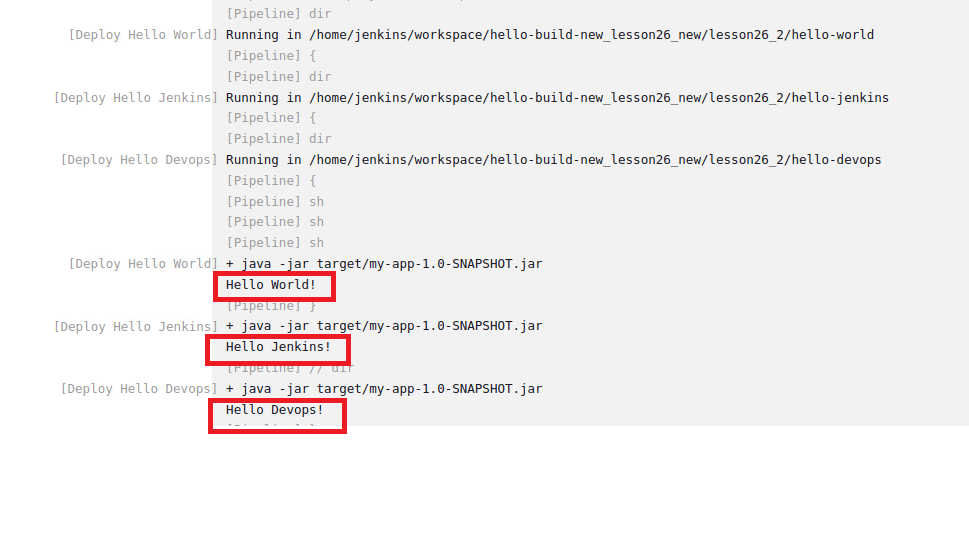 [Pipeline] dir
[Deploy Hello World] Running in /home/jenkins/workspace/hello-build-new_lesson26_new/lesson26_2/hello-world
[Pipeline] {
[Pipeline] dir
[Deploy Hello Jenkins] Running in /home/jenkins/workspace/hello-build-new_lesson26_new/lesson26_2/hello-jenkins
[Pipeline] {
[Pipeline] dir
[Deploy Hello Devops] Running in /home/jenkins/workspace/hello-build-new_lesson26_new/lesson26_2/hello-devops
[Pipeline] {
[Pipeline] sh
[Pipeline] sh
[Pipeline] sh
[Deploy Hello World] + java -jar target/my-app-1.0-SNAPSHOT.jar
Hello World!
[Pipeline] }
[Deploy Hello Jenkins] + java -jar target/my-app-1.0-SNAPSHOT.jar
Hello Jenkins!
[Pipeline] // dir
[Deploy Hello Devops] + java -jar target/my-app-1.0-SNAPSHOT.jar
Hello Devops!